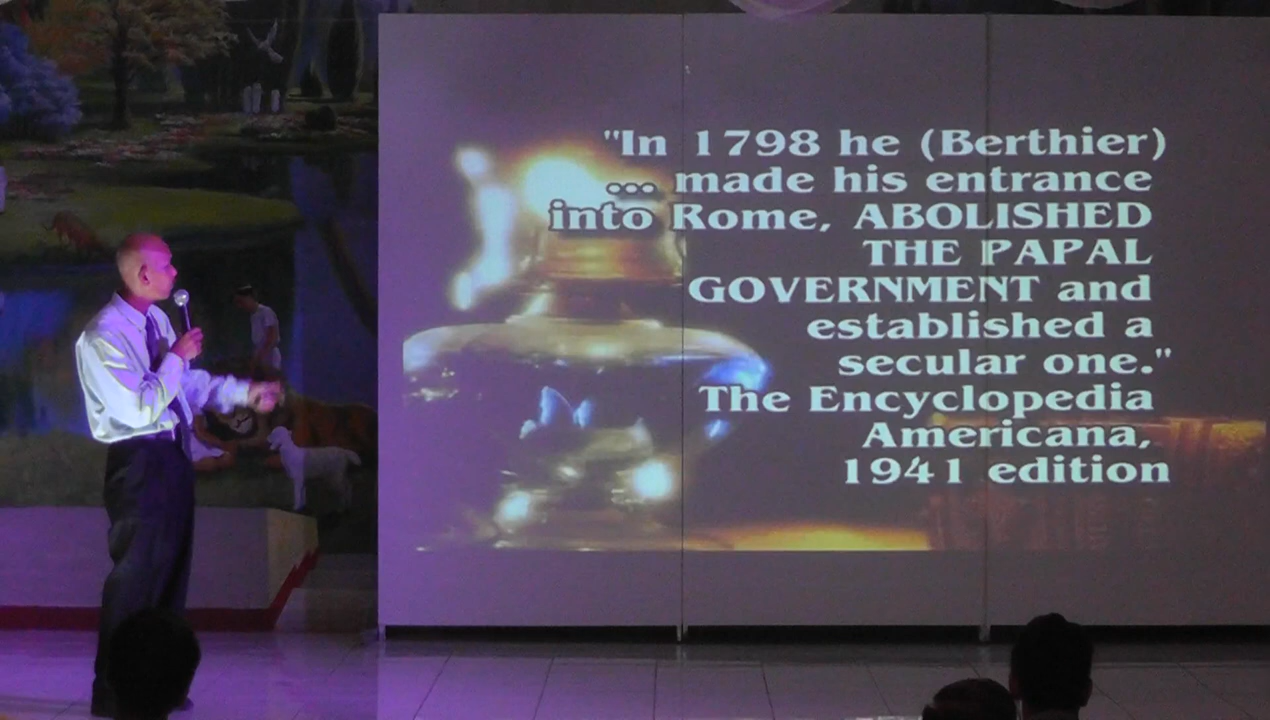 "In 1798 he (Berthier)
... made his entrance
into Rome, ABOLISHED
THE PAPAL
GOVERNMENT and
established a
secular one."
The Encyclopedia
Americana,
1941 edition